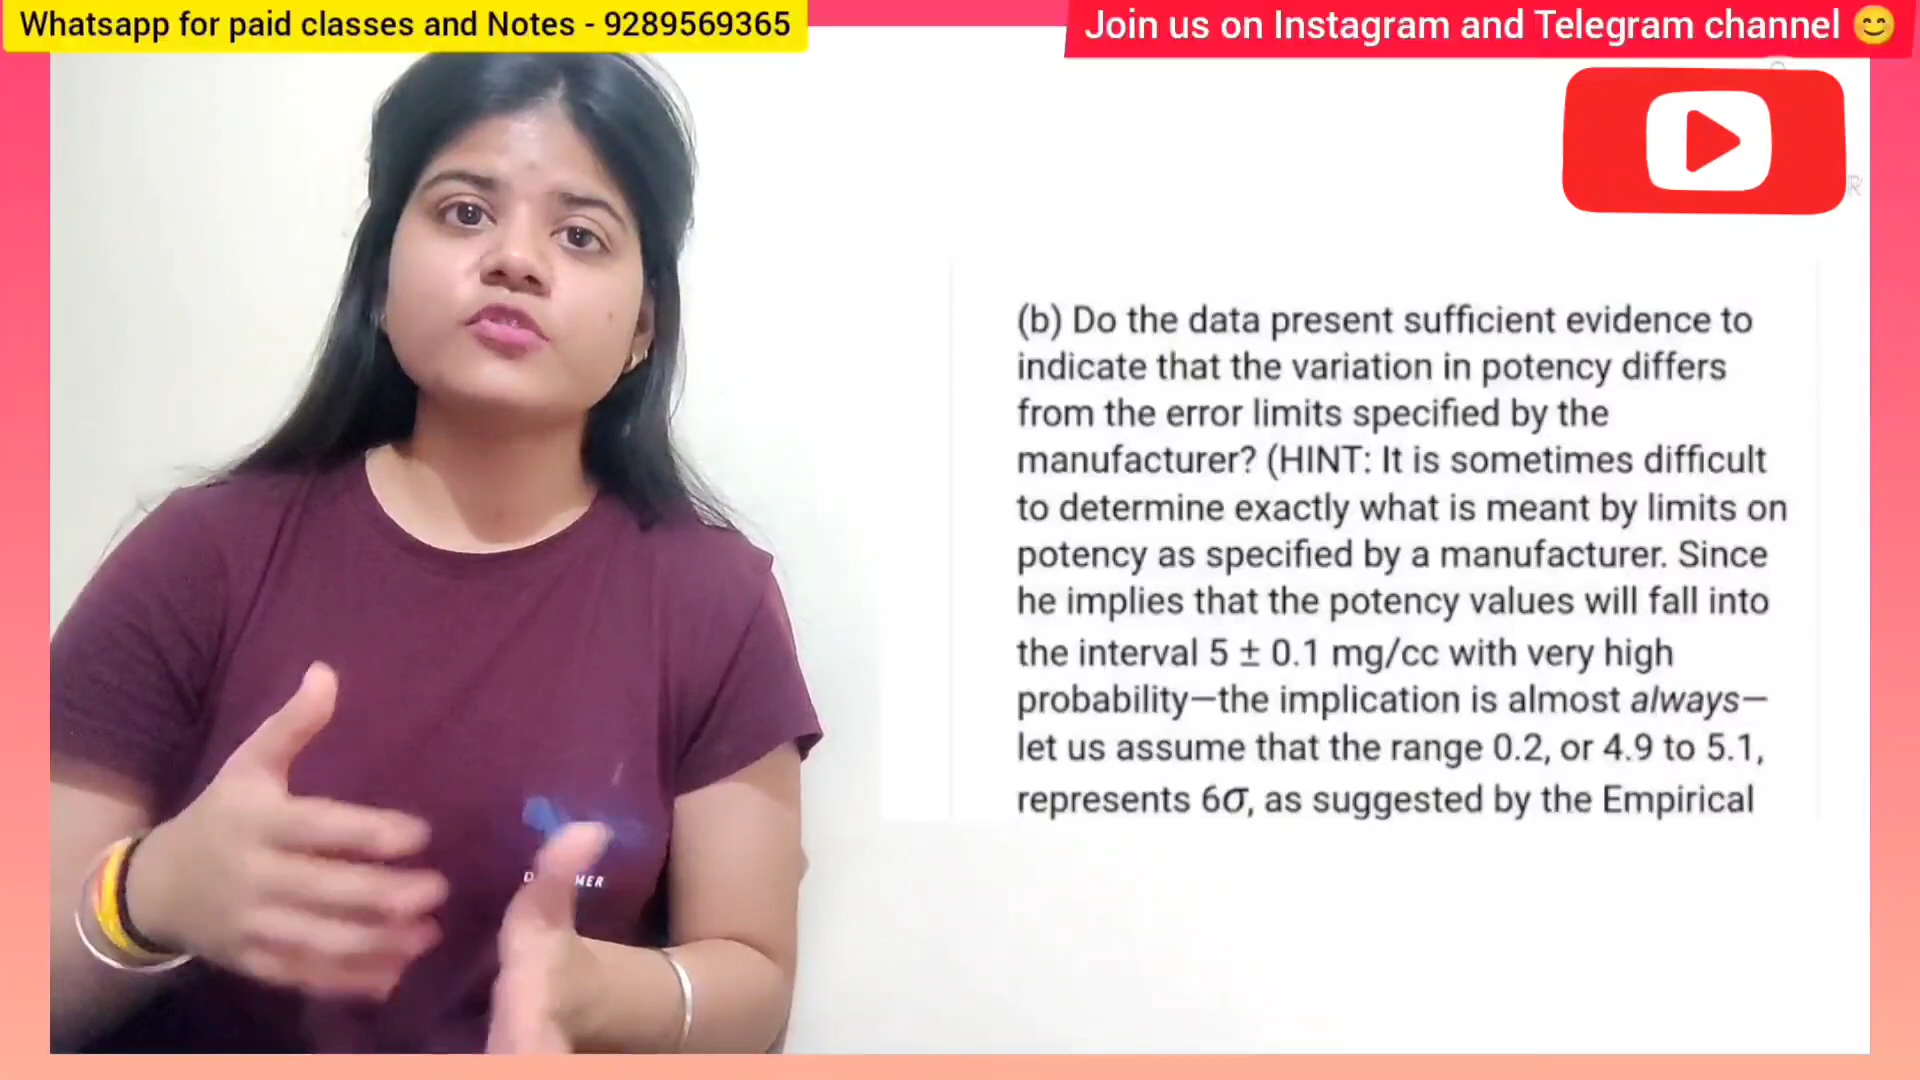 Whatsapp for paid classes and Notes - 9289569365
Join us on Instagram and Telegram channel 😊
(b) Do the data present sufficient evidence to
indicate that the variation in potency differs
from the error limits specified by the
manufacturer? (HINT: It is sometimes difficult
to determine exactly what is meant by limits on
potency as specified by a manufacturer. Since
he implies that the potency values will fall into
the interval 5 ± 0.1 mg/cc with very high
probability—the implication is almost always—
let us assume that the range 0.2, or 4.9 to 5.1,
represents 6σ, as suggested by the Empirical